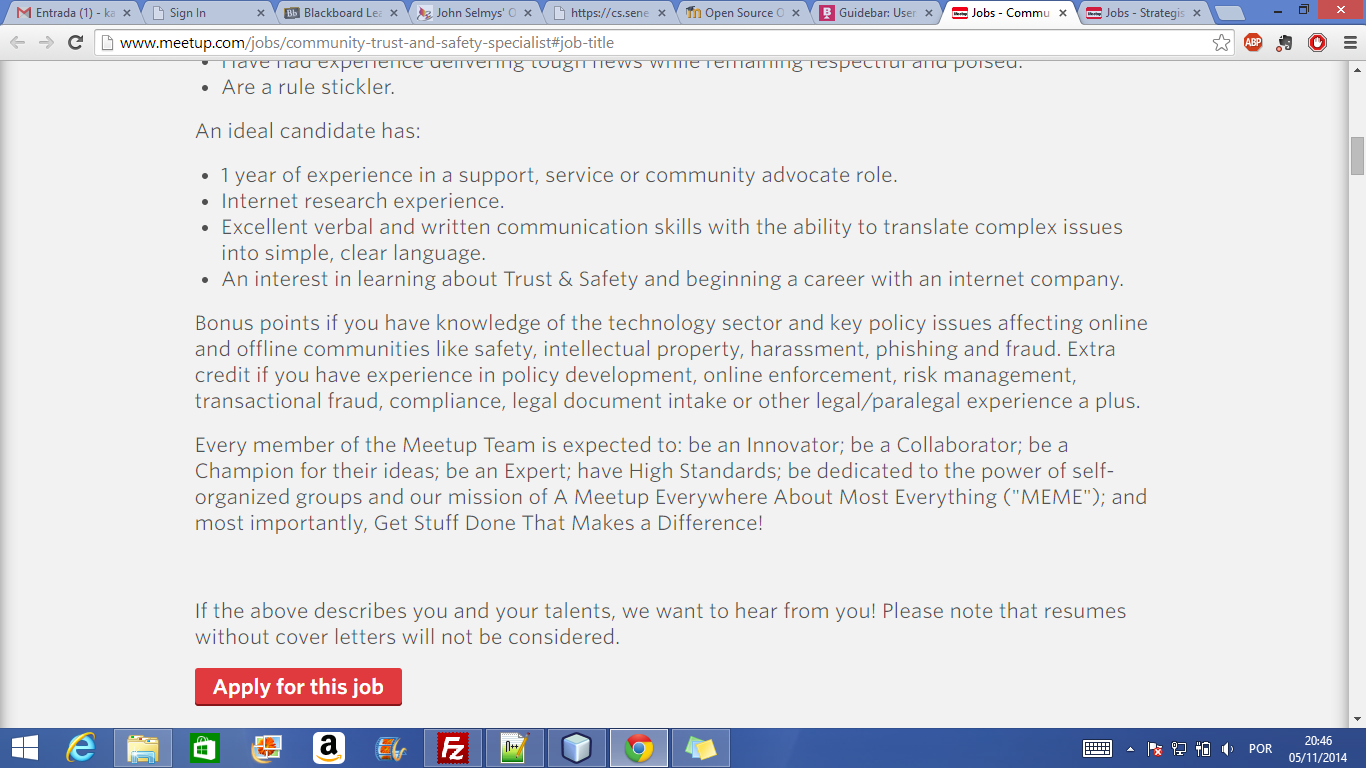 Entrada (1) - ka
Sign In
Blackboard Lea
John Selmys' O
https://cs.sene
Open Source O
Guidebar: User
Jobs - Commu
Jobs - Strategis
www.meetup.com/jobs/community-trust-and-safety-specialist#job-title
ABP
• Have had experience delivering tough news while remaining respectful and poised.
• Are a rule stickler.
An ideal candidate has:
• 1 year of experience in a support, service or community advocate role.
• Internet research experience.
• Excellent verbal and written communication skills with the ability to translate complex issues
into simple, clear language.
• An interest in learning about Trust & Safety and beginning a career with an internet company.
Bonus points if you have knowledge of the technology sector and key policy issues affecting online
and offline communities like safety, intellectual property, harassment, phishing and fraud. Extra
credit if you have experience in policy development, online enforcement, risk management,
transactional fraud, compliance, legal document intake or other legal/paralegal experience a plus.
Every member of the Meetup Team is expected to: be an Innovator; be a Collaborator; be a
Champion for their ideas; be an Expert; have High Standards; be dedicated to the power of self-
organized groups and our mission of A Meetup Everywhere About Most Everything ("MEME"); and
most importantly, Get Stuff Done That Makes a Difference!
If the above describes you and your talents, we want to hear from you! Please note that resumes
without cover letters will not be considered.
Apply for this job
POR
20:46
05/11/2014